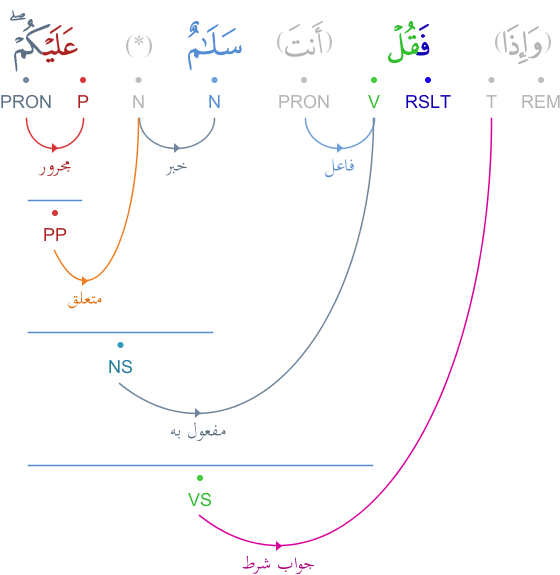 (وَإِذَا) فَقُلْ (أَنتَ) سَلَـٰمٌ (*) عَلَيْكُمْ ۖ
REM T RSLT V PRON N N P PRON
فاعل خبر مجرور
PP
متعلق
NS
مفعول به
VS
جواب شرط